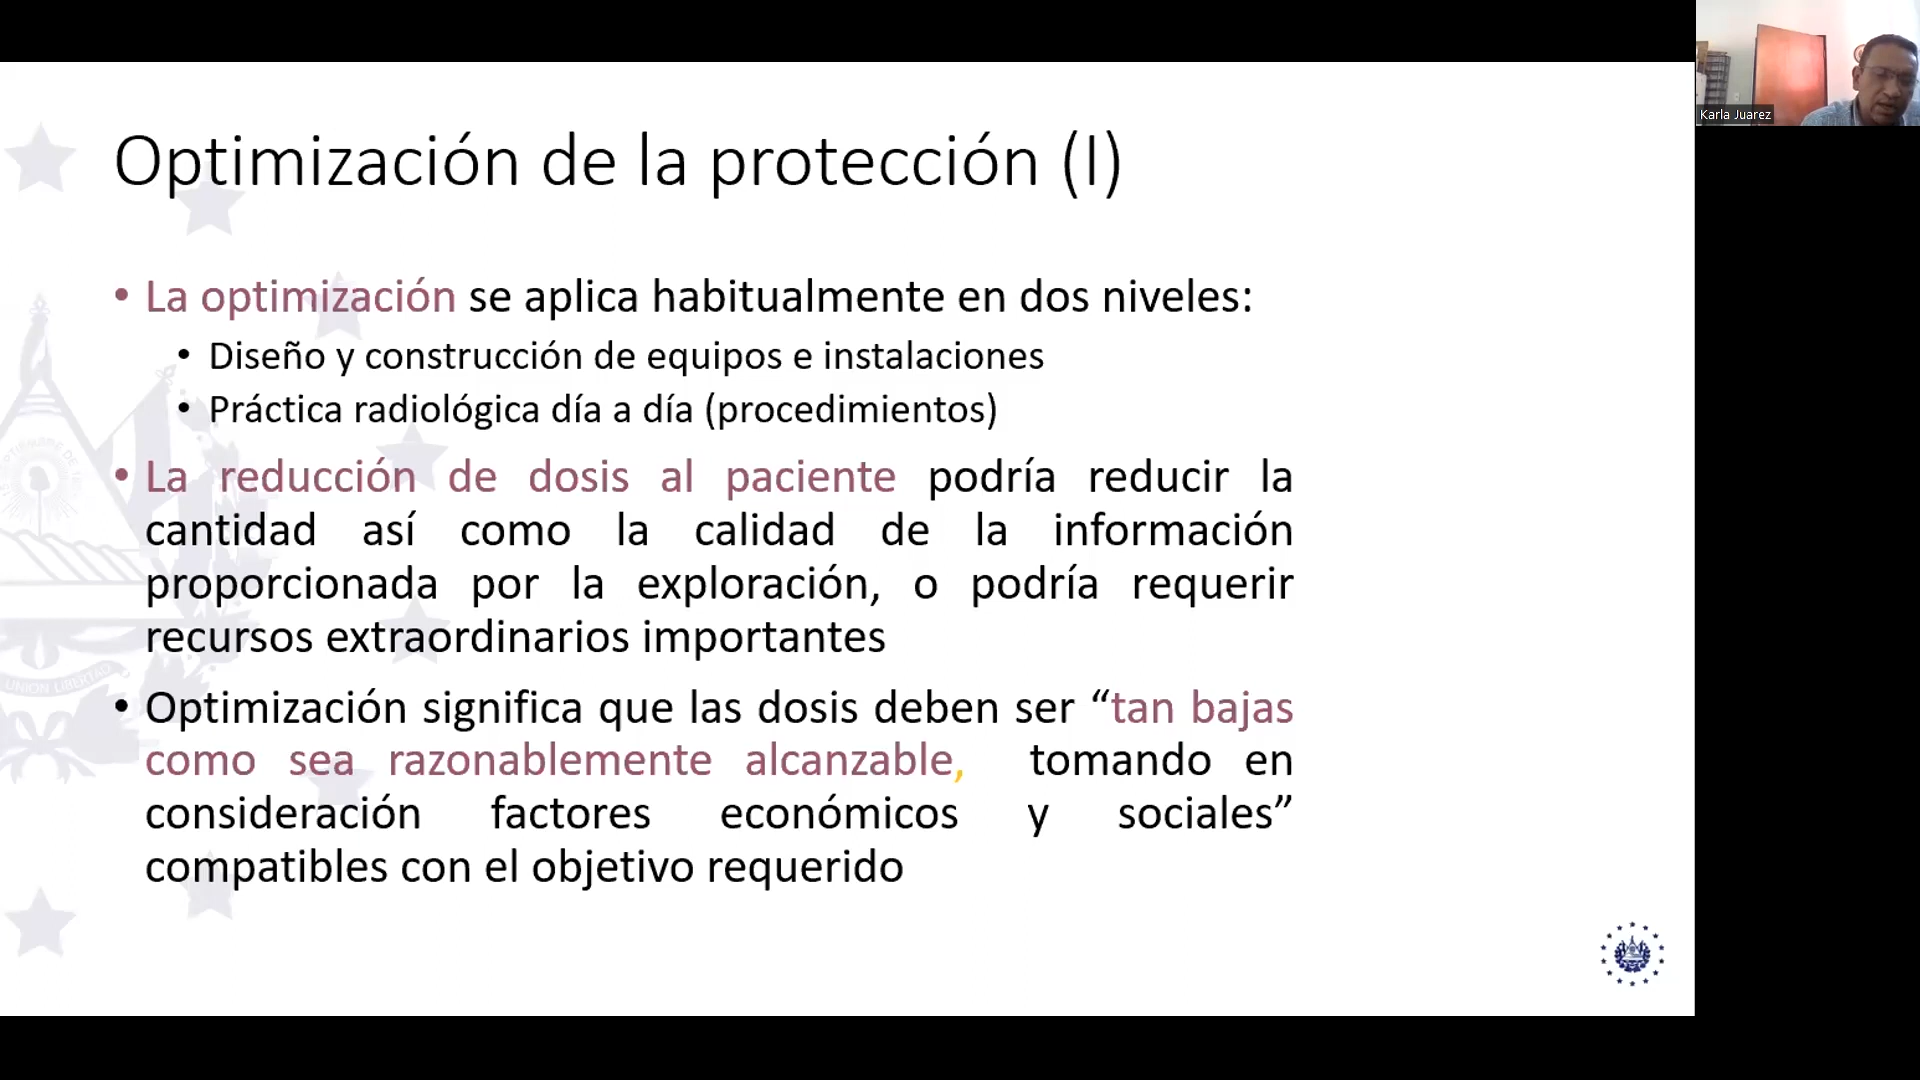 Karla Juarez
Optimización de la protección (I)
• La optimización se aplica habitualmente en dos niveles:
• Diseño y construcción de equipos e instalaciones
• Práctica radiológica día a día (procedimientos)
• La reducción de dosis al paciente podría reducir la
cantidad así como la calidad de la información
proporcionada por la exploración, o podría requerir
recursos extraordinarios importantes
• Optimización significa que las dosis deben ser “tan bajas
como sea razonablemente alcanzable, tomando en
consideración factores económicos y sociales”
compatibles con el objetivo requerido
UNION LIBERTAD